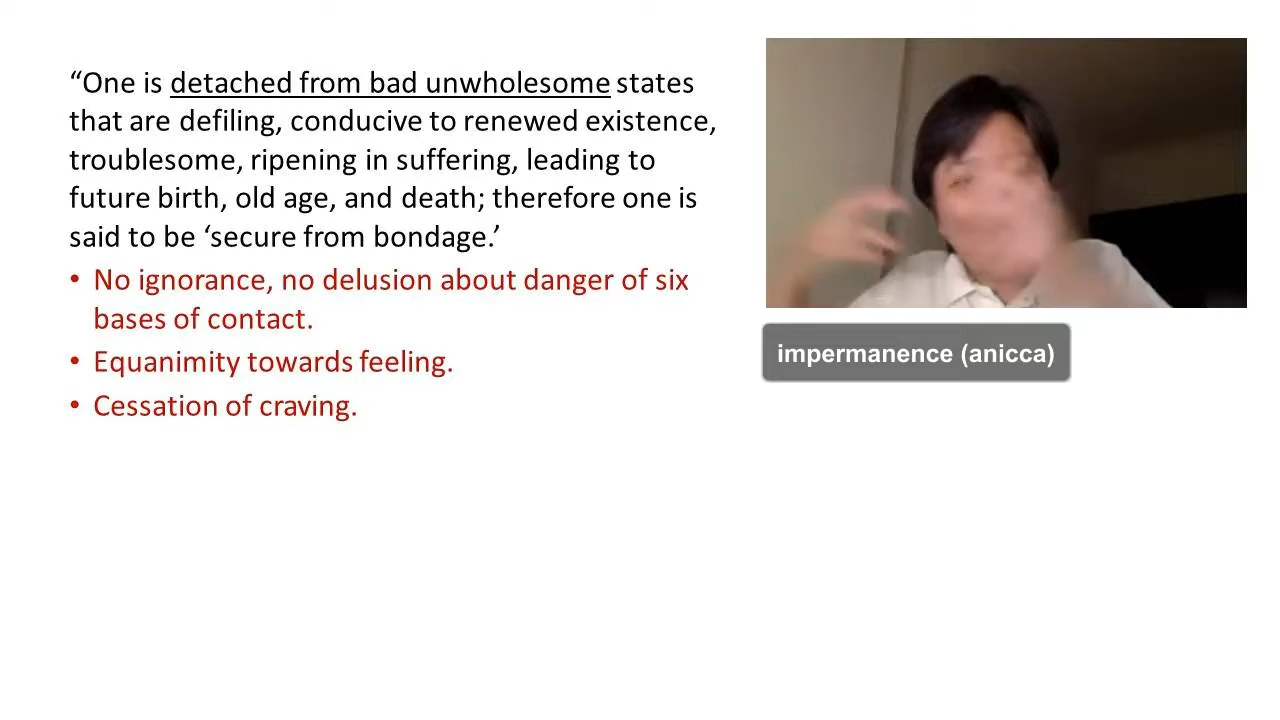 “One is detached from bad unwholesome states
that are defiling, conducive to renewed existence,
troublesome, ripening in suffering, leading to
future birth, old age, and death; therefore one is
said to be ‘secure from bondage.’
• No ignorance, no delusion about danger of six
bases of contact.
• Equanimity towards feeling.
• Cessation of craving.
impermanence (anicca)